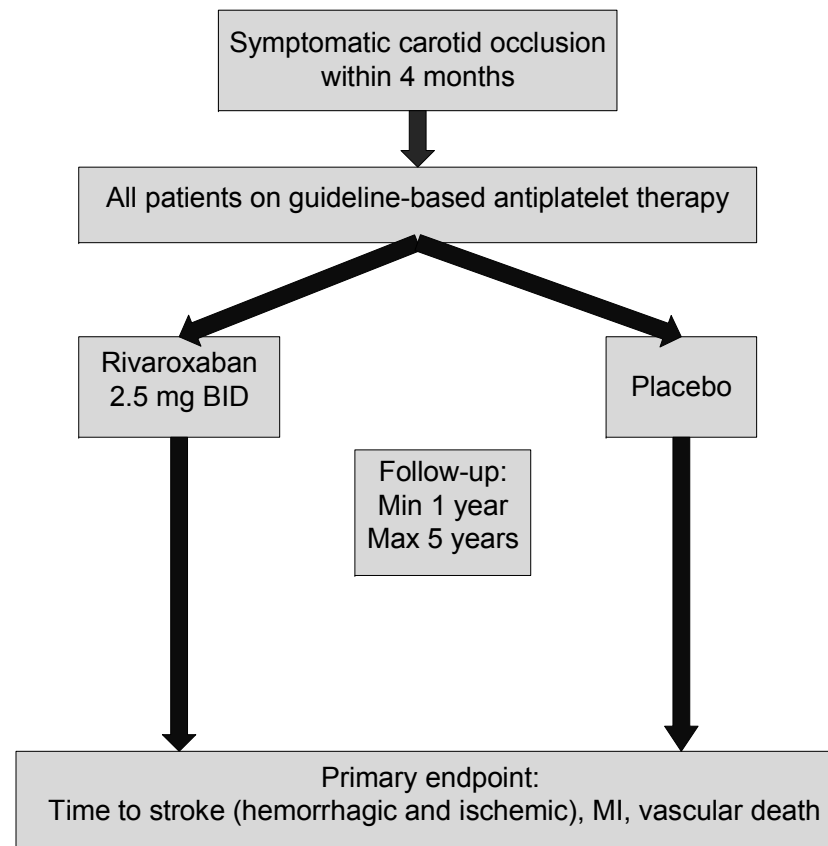 Symptomatic carotid occlusion
within 4 months
All patients on guideline-based antiplatelet therapy
Rivaroxaban
2.5 mg BID
Placebo
Follow-up:
Min 1 year
Max 5 years
Primary endpoint:
Time to stroke (hemorrhagic and ischemic), MI, vascular death